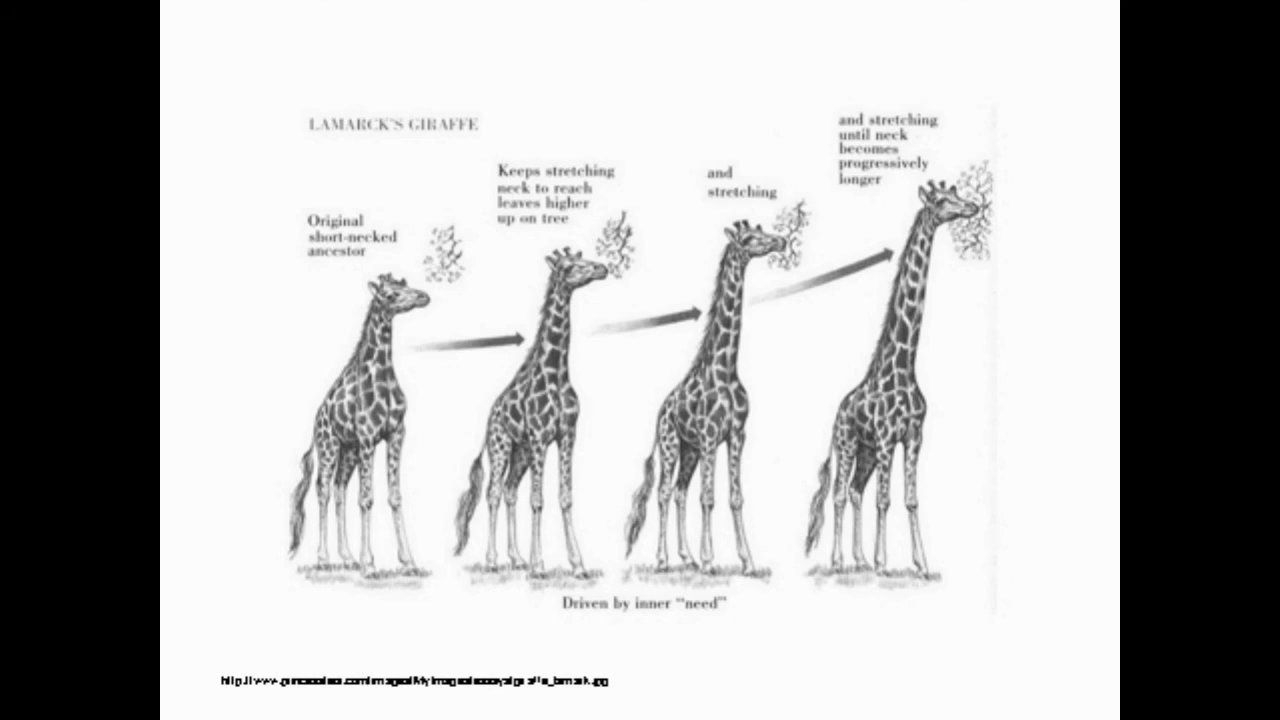 LAMARCK'S GIRAFFE
Original
short-necked
ancestor
Keeps stretching
neck to reach
leaves higher
up on tree
and
stretching
and stretching
until neck
becomes
progressively
longer
Driven by inner "need"